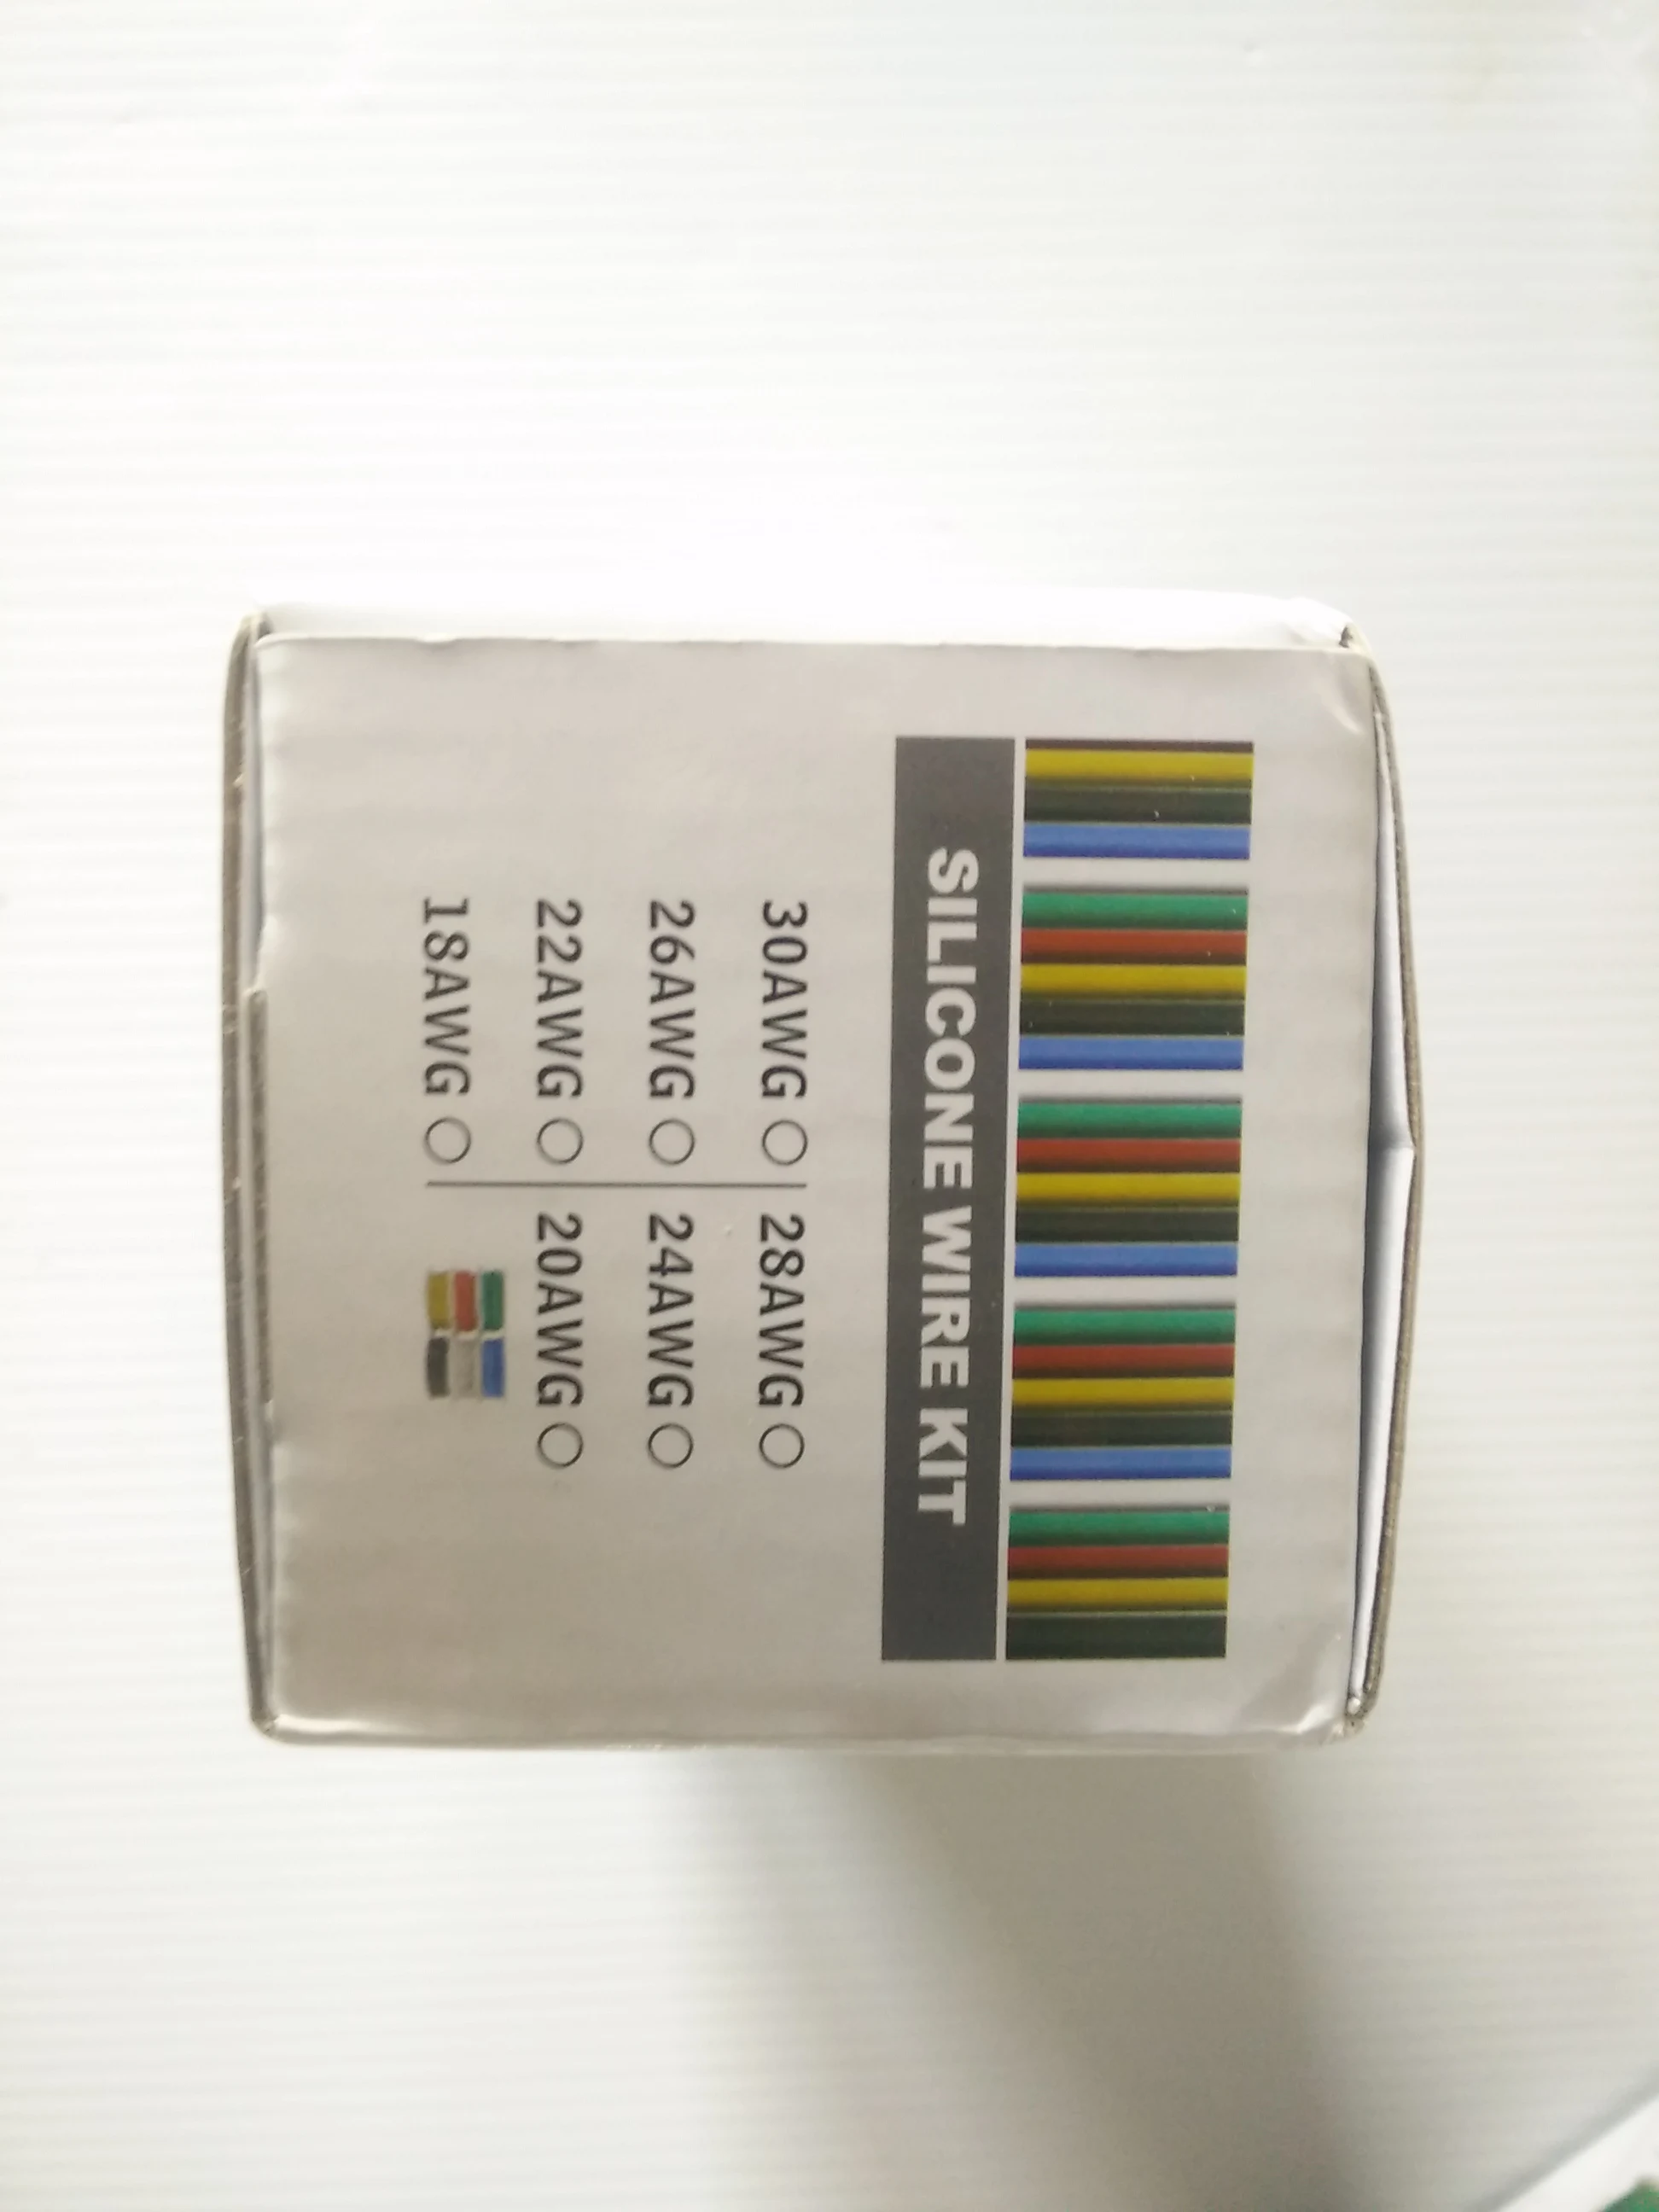 SILICONE WIRE KIT
30AWG 28AWG
26AWG 24AWG
22AWG 20AWG
18AWG